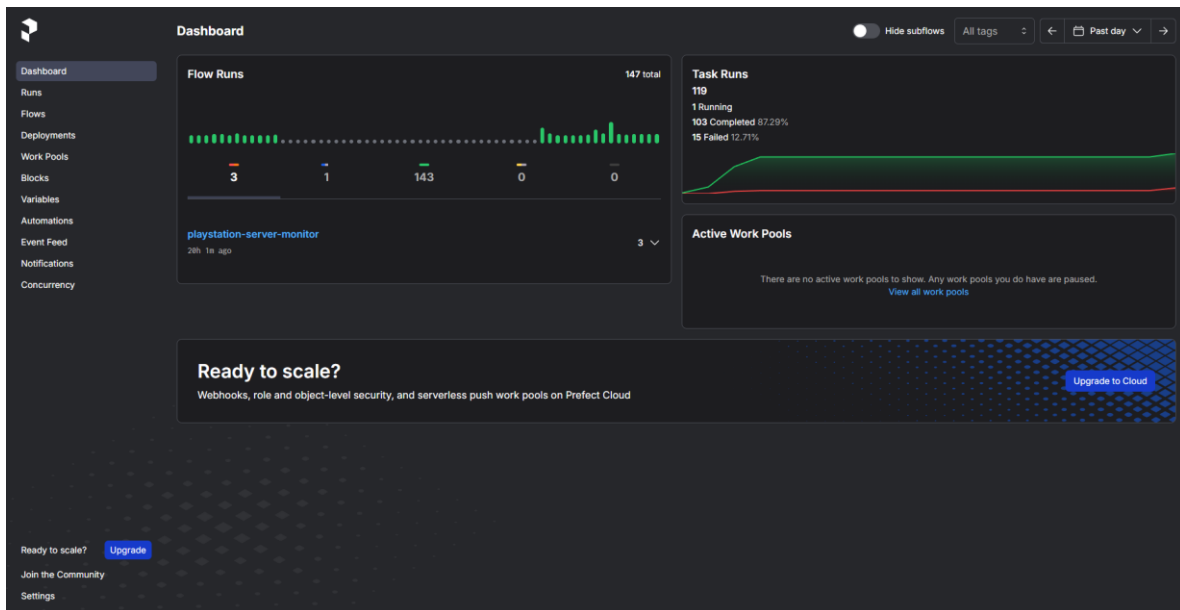 Dashboard
Hide subflows
All tags
Past day
Dashboard
Runs
Flows
Deployments
Work Pools
Blocks
Variables
Automations
Event Feed
Notifications
Concurrency
Flow Runs
147 total
3
1
143
0
0
playstation-server-monitor
20h 1m ago
3
Task Runs
119
1 Running
103 Completed 87.29%
15 Failed 12.71%
Active Work Pools
There are no active work pools to show. Any work pools you do have are paused.
View all work pools
Ready to scale?
Webhooks, role and object-level security, and serverless push work pools on Prefect Cloud
Upgrade to Cloud
Ready to scale?
Upgrade
Join the Community
Settings